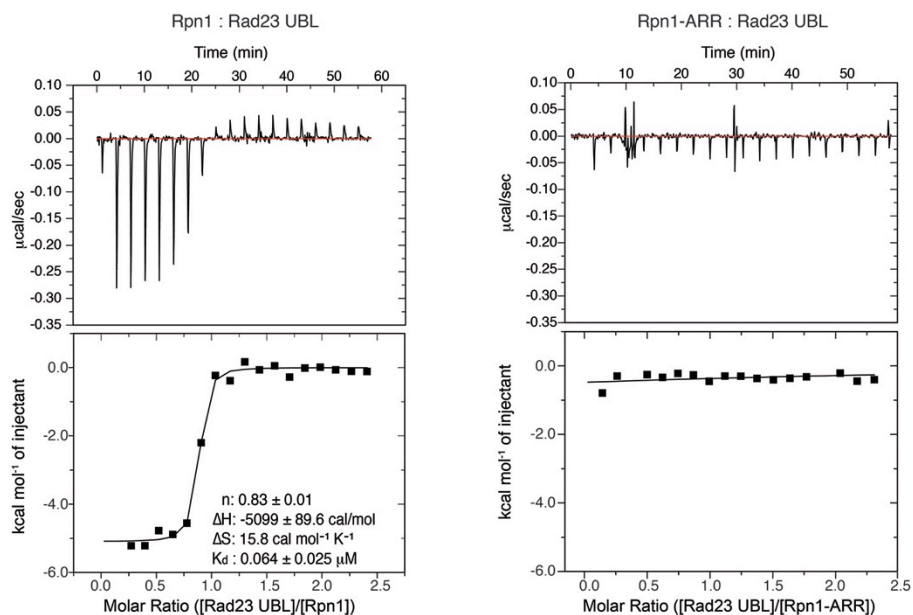 Rpn1 : Rad23 UBL
Time (min)
0 10 20 30 40 50 60
0.10
0.05
0.00
-0.05
-0.10
-0.15
-0.20
-0.25
-0.30
-0.35
µcal/sec
0.0
-2.0
-4.0
-6.0
kcal mol⁻¹ of injectant
n: 0.83 ± 0.01
ΔH: -5099 ± 89.6 cal/mol
ΔS: 15.8 cal mol⁻¹ K⁻¹
Kd : 0.064 ± 0.025 µM
0.0 0.5 1.0 1.5 2.0 2.5
Molar Ratio ([Rad23 UBL]/[Rpn1])
Rpn1-ARR : Rad23 UBL
Time (min)
0 10 20 30 40 50
0.10
0.05
0.00
-0.05
-0.10
-0.15
-0.20
-0.25
-0.30
-0.35
µcal/sec
0.0
-2.0
-4.0
-6.0
kcal mol⁻¹ of injectant
0.0 0.5 1.0 1.5 2.0 2.5
Molar Ratio ([Rad23 UBL]/[Rpn1-ARR])